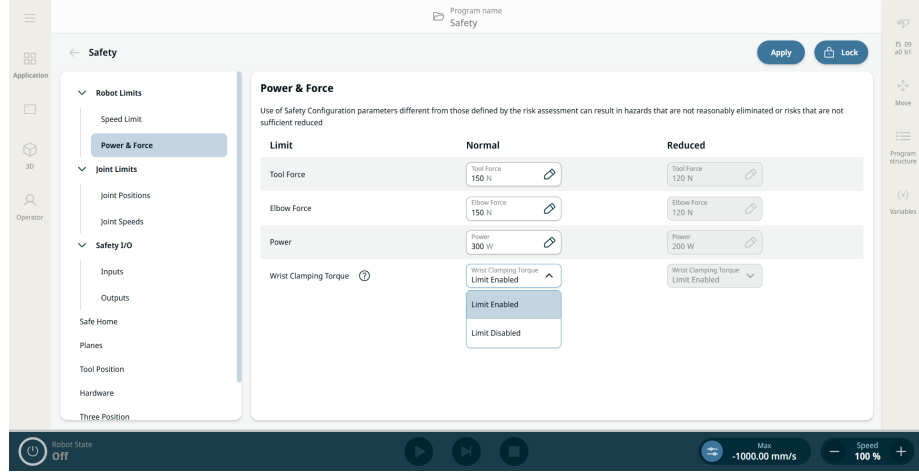 Program name
Safety
Safety
Apply
Lock
f5 09
a0 b1
Application
Move
3D
Program
structure
Operator
{x}
Variables
Robot Limits
Speed Limit
Power & Force
Joint Limits
Joint Positions
Joint Speeds
Safety I/O
Inputs
Outputs
Safe Home
Planes
Tool Position
Hardware
Three Position
Power & Force
Use of Safety Configuration parameters different from those defined by the risk assessment can result in hazards that are not reasonably eliminated or risks that are not
sufficient reduced
Limit Normal Reduced
Tool Force
Tool Force
150 N
Tool Force
120 N
Elbow Force
Elbow Force
150 N
Elbow Force
120 N
Power
Power
300 W
Power
200 W
Wrist Clamping Torque ?
Wrist Clamping Torque
Limit Enabled
Wrist Clamping Torque
Limit Enabled
Limit Enabled
Limit Disabled
Robot State
Off
Max
-1000.00 mm/s
Speed
100 %